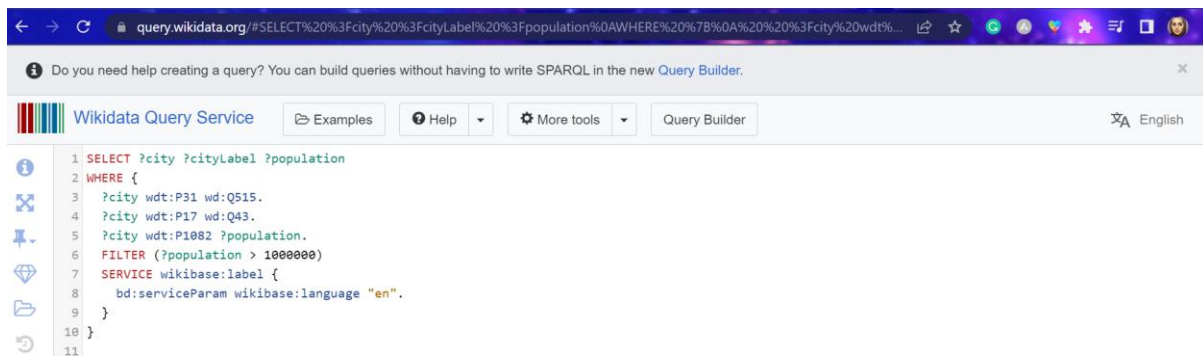 query.wikidata.org/#SELECT%20%3Fcity%20%3FcityLabel%20%3Fpopulation%0AWHERE%20%7B%0A%20%20%3Fcity%20wdt%...
Do you need help creating a query? You can build queries without having to write SPARQL in the new Query Builder.
Wikidata Query Service Examples Help More tools Query Builder English
1 SELECT ?city ?cityLabel ?population
2 WHERE {
3 ?city wdt:P31 wd:Q515.
4 ?city wdt:P17 wd:Q43.
5 ?city wdt:P1082 ?population.
6 FILTER (?population > 1000000)
7 SERVICE wikibase:label {
8 bd:serviceParam wikibase:language "en".
9 }
10 }
11